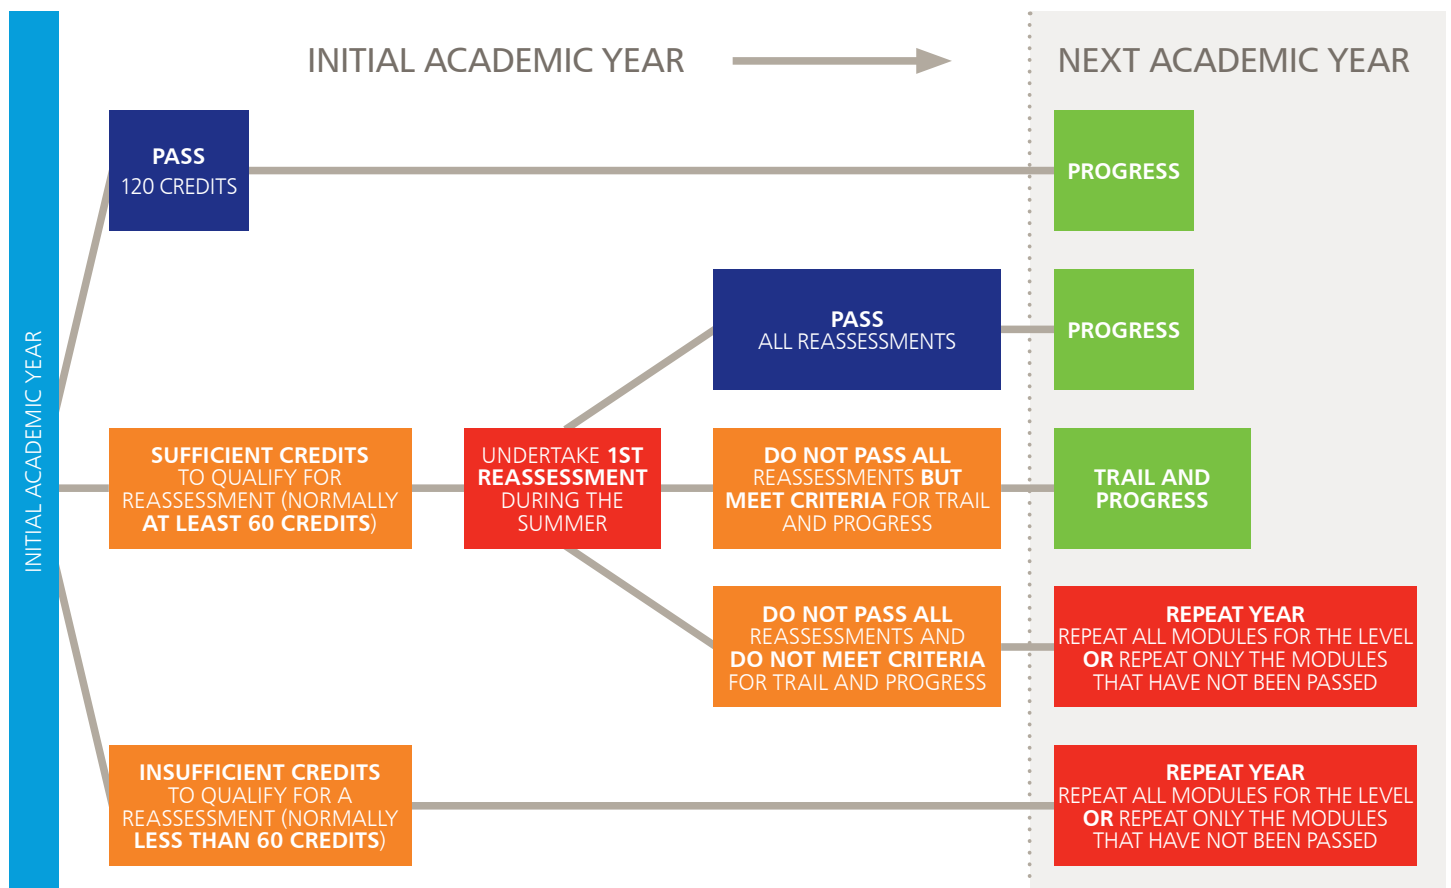 INITIAL ACADEMIC YEAR
NEXT ACADEMIC YEAR
INITIAL ACADEMIC YEAR
PASS
120 CREDITS
PROGRESS
PASS
ALL REASSESSMENTS
PROGRESS
SUFFICIENT CREDITS
TO QUALIFY FOR
REASSESSMENT (NORMALLY
AT LEAST 60 CREDITS)
UNDERTAKE 1ST
REASSESSMENT
DURING THE
SUMMER
DO NOT PASS ALL
REASSESSMENTS BUT
MEET CRITERIA FOR TRAIL
AND PROGRESS
TRAIL AND
PROGRESS
DO NOT PASS ALL
REASSESSMENTS AND
DO NOT MEET CRITERIA
FOR TRAIL AND PROGRESS
REPEAT YEAR
REPEAT ALL MODULES FOR THE LEVEL
OR REPEAT ONLY THE MODULES
THAT HAVE NOT BEEN PASSED
INSUFFICIENT CREDITS
TO QUALIFY FOR A
REASSESSMENT (NORMALLY
LESS THAN 60 CREDITS)
REPEAT YEAR
REPEAT ALL MODULES FOR THE LEVEL
OR REPEAT ONLY THE MODULES
THAT HAVE NOT BEEN PASSED